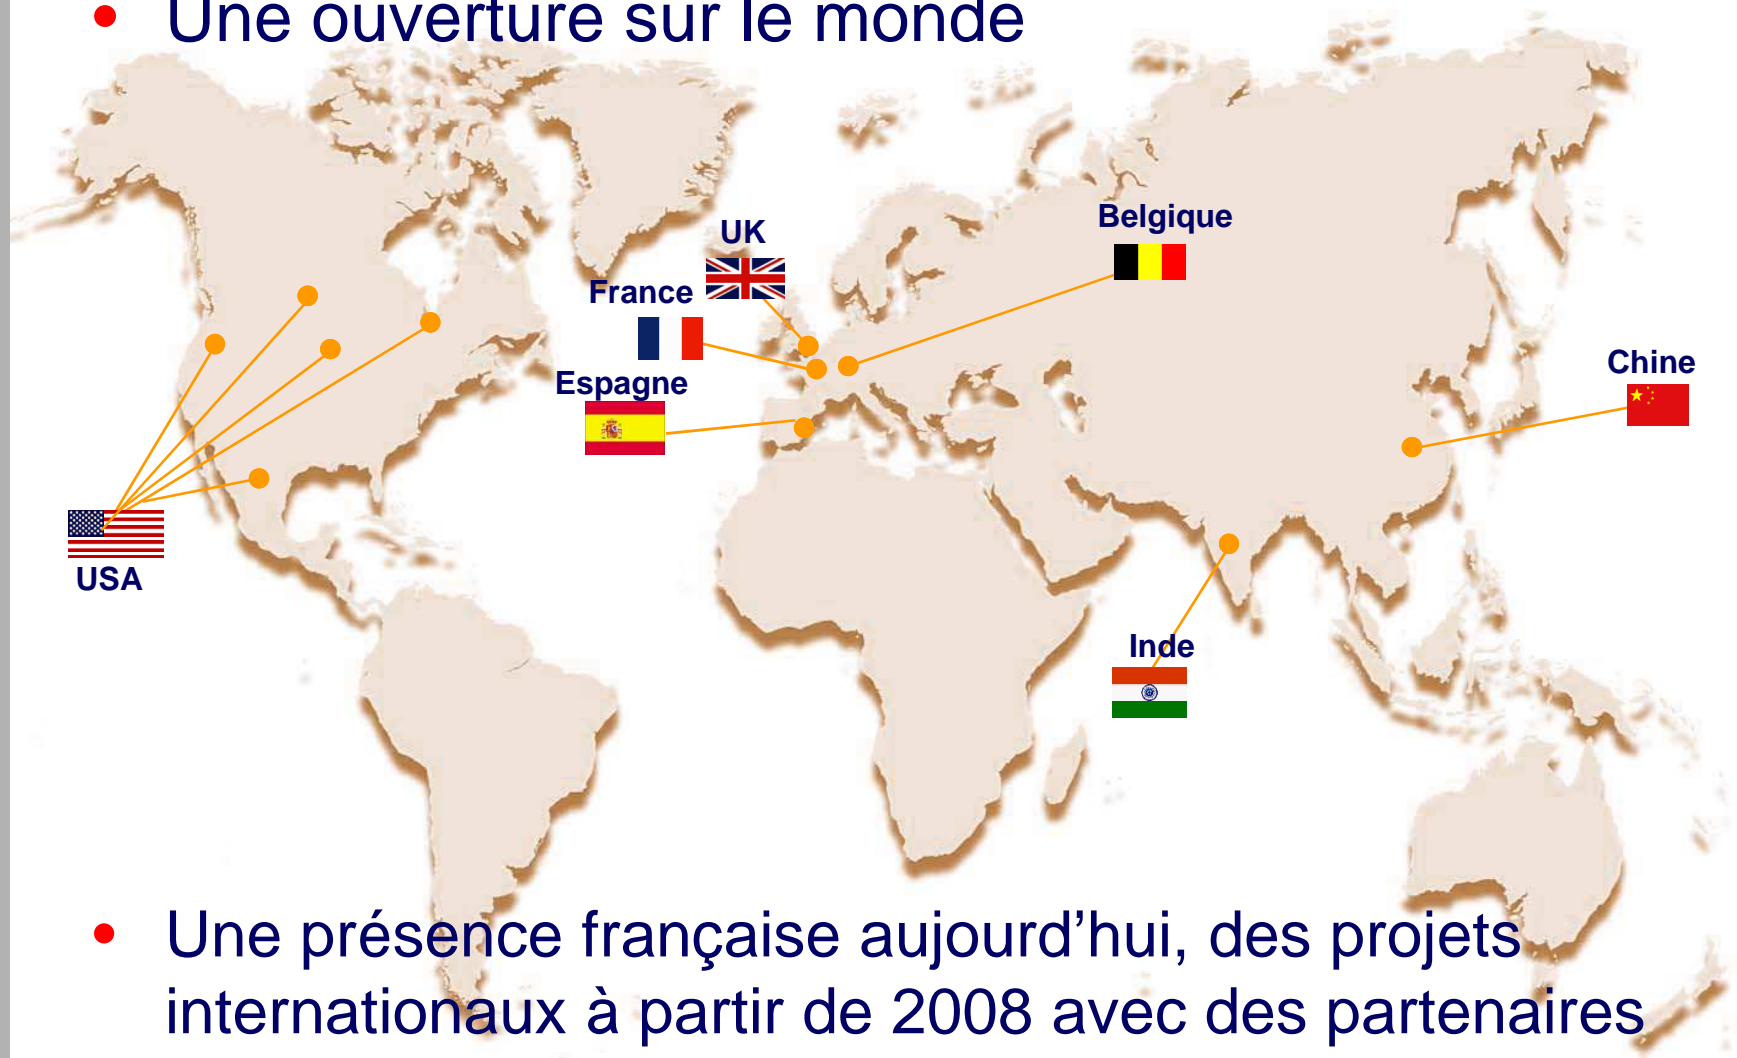 • Une ouverture sur le monde
Belgique
UK
France
Chine
Espagne
USA
Inde
• Une présence française aujourd’hui, des projets
internationaux à partir de 2008 avec des partenaires